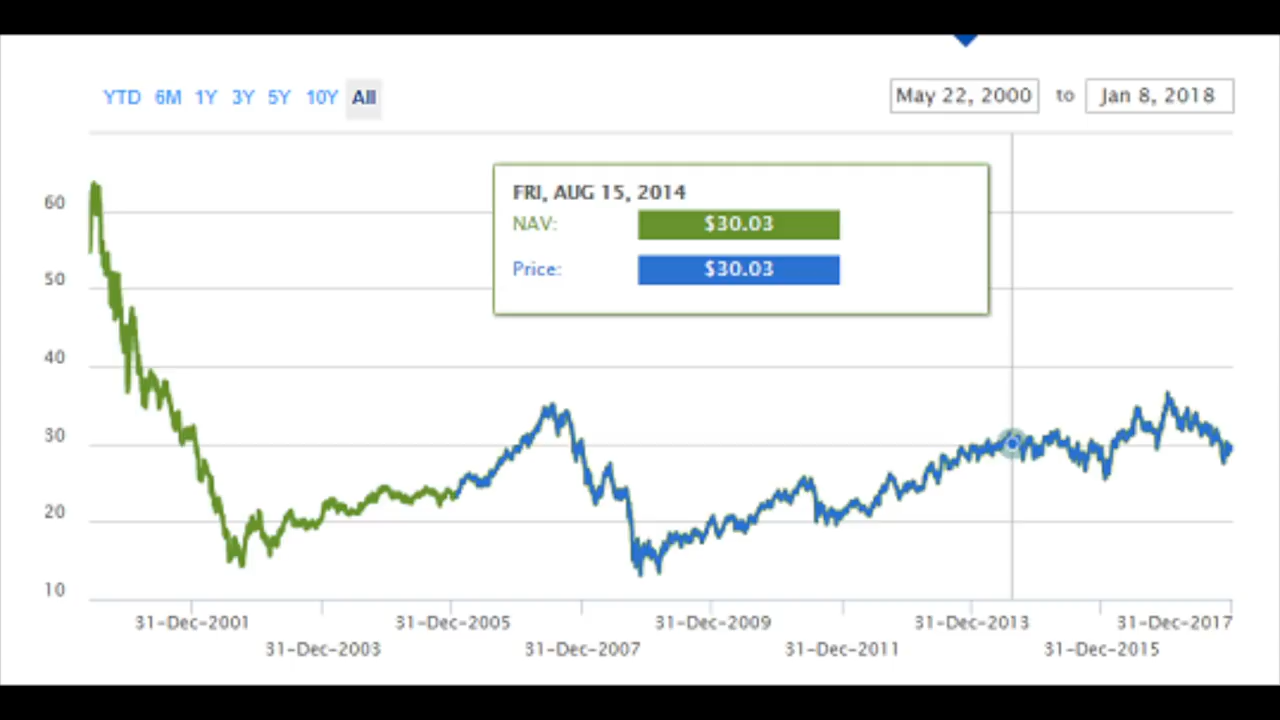 YTD 6M 1Y 3Y 5Y 10Y All May 22, 2000 to Jan 8, 2018
FRI, AUG 15, 2014
NAV: $30.03
Price: $30.03
60
50
40
30
20
10
31-Dec-2001 31-Dec-2005 31-Dec-2009 31-Dec-2013 31-Dec-2017
31-Dec-2003 31-Dec-2007 31-Dec-2011 31-Dec-2015